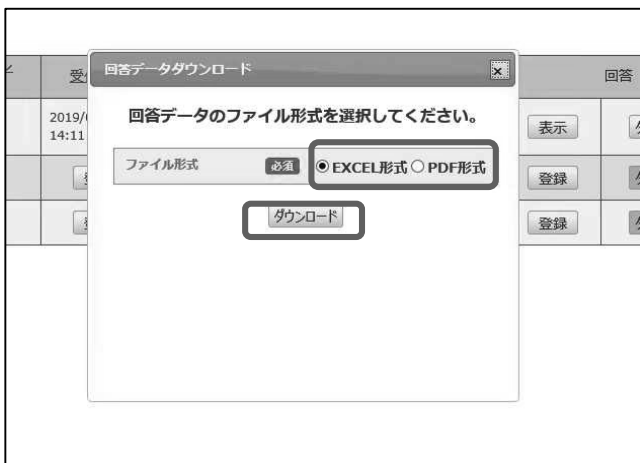 受
回答
回答データダウンロード
2019/
14:11
回答データのファイル形式を選択してください。
表示
ファイル形式 必須 EXCEL形式 PDF形式
登録
ダウンロード
登録